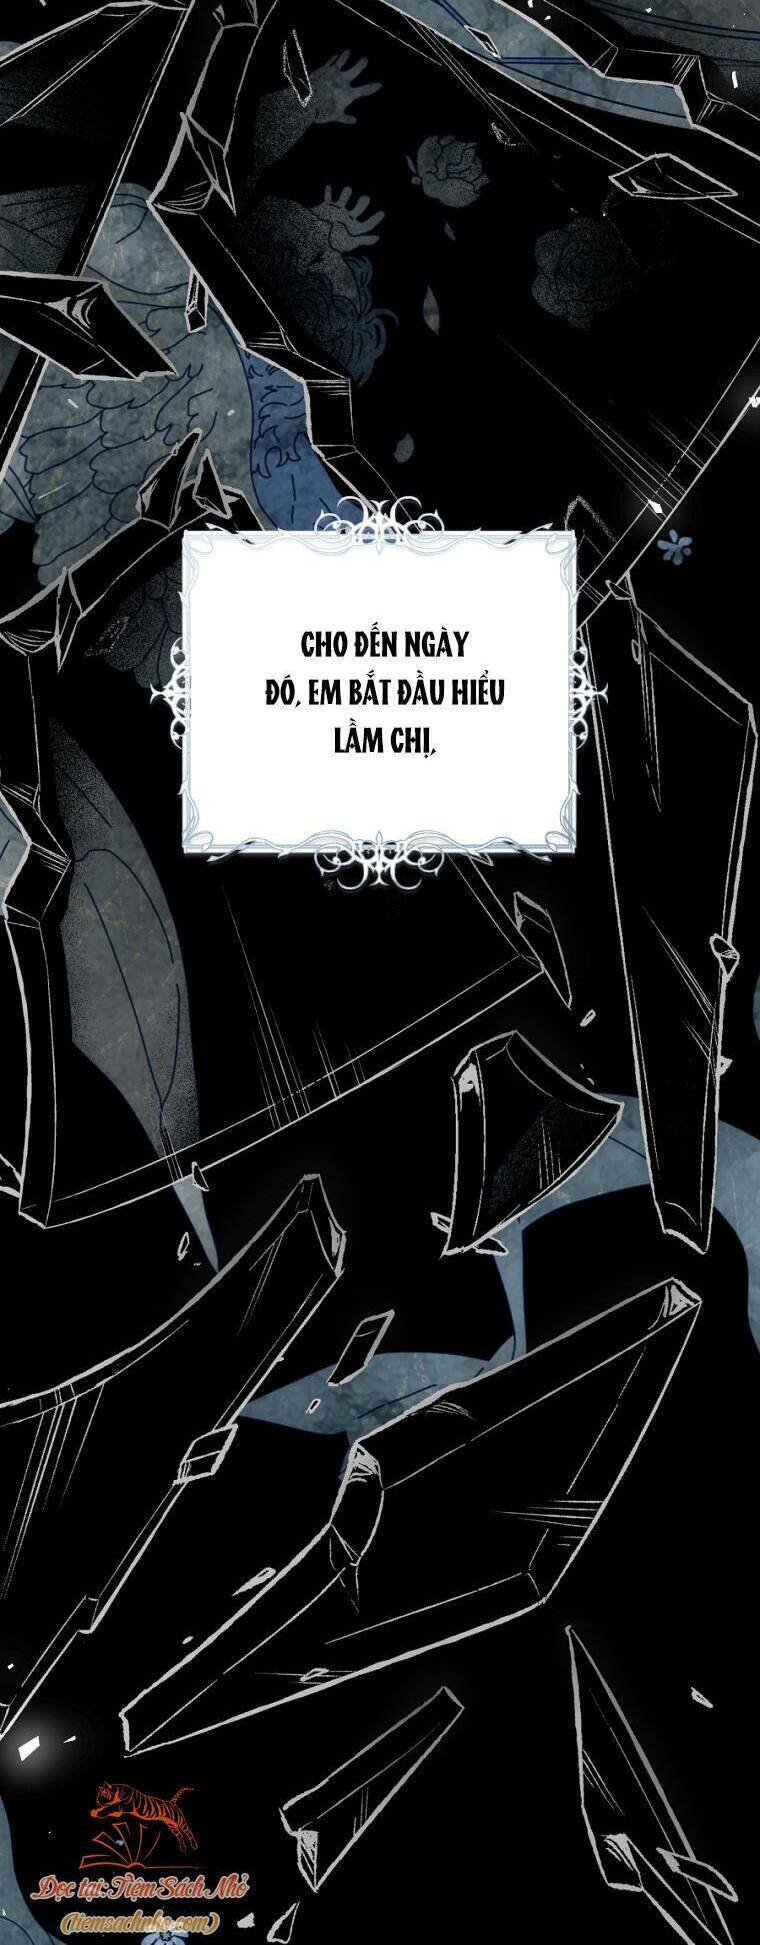 CHO ĐẾN NGÀY
ĐÓ, EM BẮT ĐẦU HIỂU
LẦM CHỊ,
Đọc tại: Tiệm Sách Nhỏ
(tiemsachnho.com)